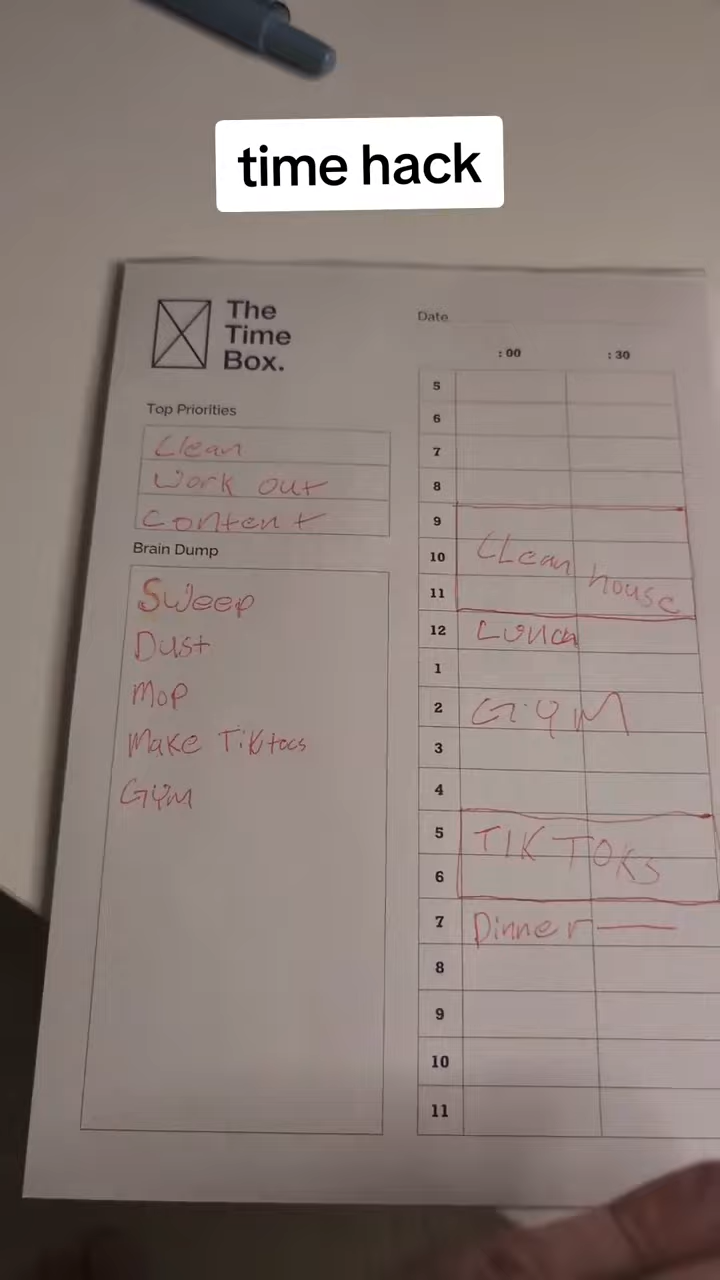 time hack
The
Time
Box.
Date
:00 :30
Top Priorities
Clean
Work out
Content
Brain Dump
Sweep
Dust
Mop
Make Tiktocs
Gym
5
6
7
8
9
10 CLean house
11
12 Lunch
1
2 GYM
3
4
5 TIK TOKS
6
7 Dinner
8
9
10
11